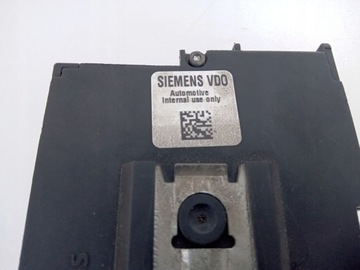 SIEMENS VDO
Automotive
Internal use only
S